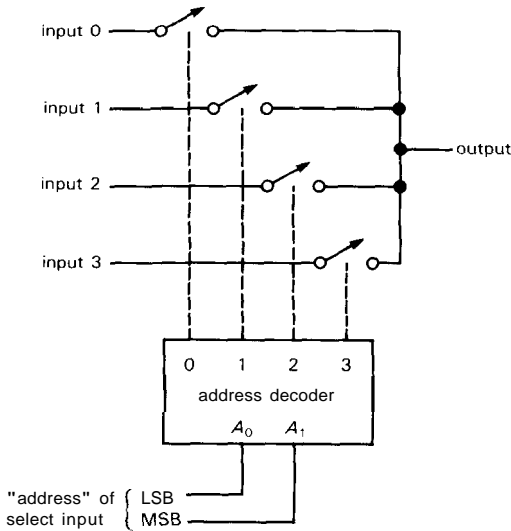 input 0
input 1
output
input 2
input 3
0 1 2 3
address decoder
A₀ A₁
"address" of { LSB
select input { MSB